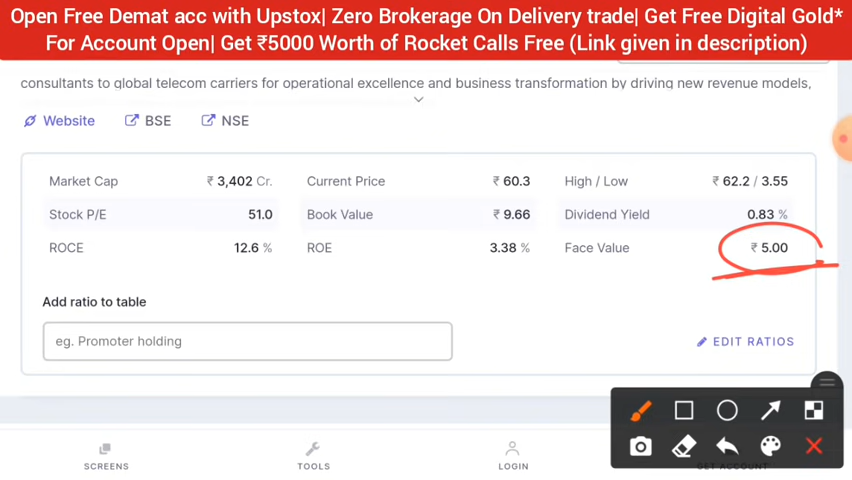 Open Free Demat acc with Upstox| Zero Brokerage On Delivery trade| Get Free Digital Gold*
For Account Open| Get ₹5000 Worth of Rocket Calls Free (Link given in description)
consultants to global telecom carriers for operational excellence and business transformation by driving new revenue models,
Website BSE NSE
Market Cap ₹ 3,402 Cr. Current Price ₹ 60.3 High / Low ₹ 62.2 / 3.55
Stock P/E 51.0 Book Value ₹ 9.66 Dividend Yield 0.83 %
ROCE 12.6 % ROE 3.38 % Face Value ₹ 5.00
Add ratio to table
eg. Promoter holding EDIT RATIOS
SCREENS TOOLS LOGIN GET ACCOUNT